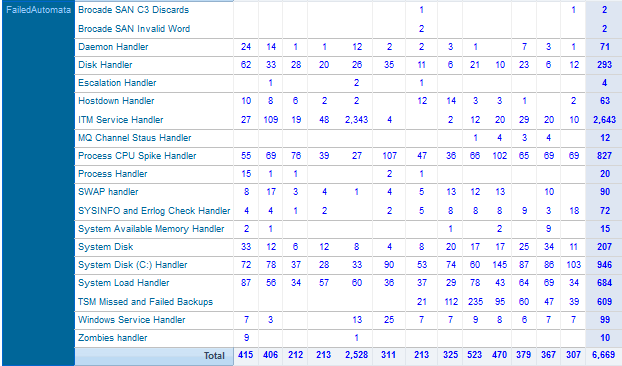 FailedAutomata Brocade SAN C3 Discards 1 1 2
Brocade SAN Invalid Word 2 2
Daemon Handler 24 14 1 1 12 2 2 3 1 7 3 1 71
Disk Handler 62 33 28 20 26 35 11 6 21 10 23 6 12 293
Escalation Handler 1 2 1 4
Hostdown Handler 10 8 6 2 2 12 14 3 3 1 2 63
ITM Service Handler 27 109 19 48 2,343 4 2 12 20 29 20 10 2,643
MQ Channel Staus Handler 1 4 3 4 12
Process CPU Spike Handler 55 69 76 39 27 107 47 36 66 102 65 69 69 827
Process Handler 15 1 1 2 1 20
SWAP handler 8 17 3 4 1 4 5 13 12 13 10 90
SYSINFO and Errlog Check Handler 4 4 1 2 2 5 8 8 8 9 3 18 72
System Available Memory Handler 2 1 1 2 9 15
System Disk 33 12 6 12 8 4 8 20 17 17 25 34 11 207
System Disk (C:) Handler 72 78 37 28 33 90 53 74 60 145 87 86 103 946
System Load Handler 87 56 34 57 60 36 37 29 78 43 64 69 34 684
TSM Missed and Failed Backups 21 112 235 95 60 47 39 609
Windows Service Handler 7 3 13 25 7 7 9 8 6 7 7 99
Zombies handler 9 1 10
Total 415 406 212 213 2,528 311 213 325 523 470 379 367 307 6,669